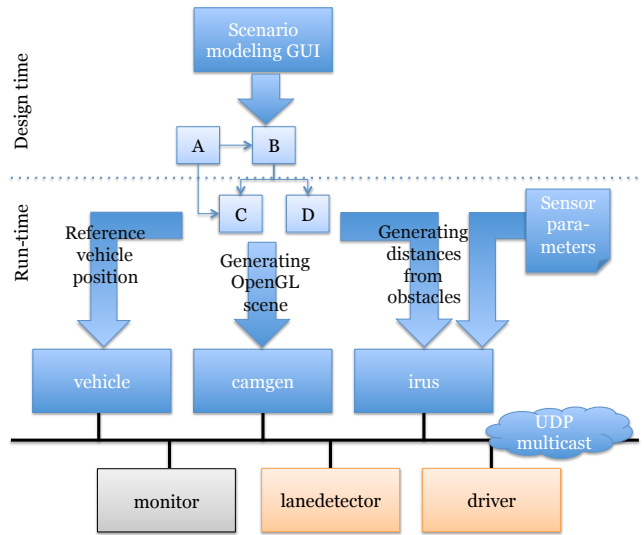 Scenario
modeling GUI
Design time
A
B
C
D
Run-time
Reference
vehicle
position
Generating
OpenGL
scene
Generating
distances
from
obstacles
Sensor
para-
meters
vehicle
camgen
irus
UDP
multicast
monitor
lanedetector
driver